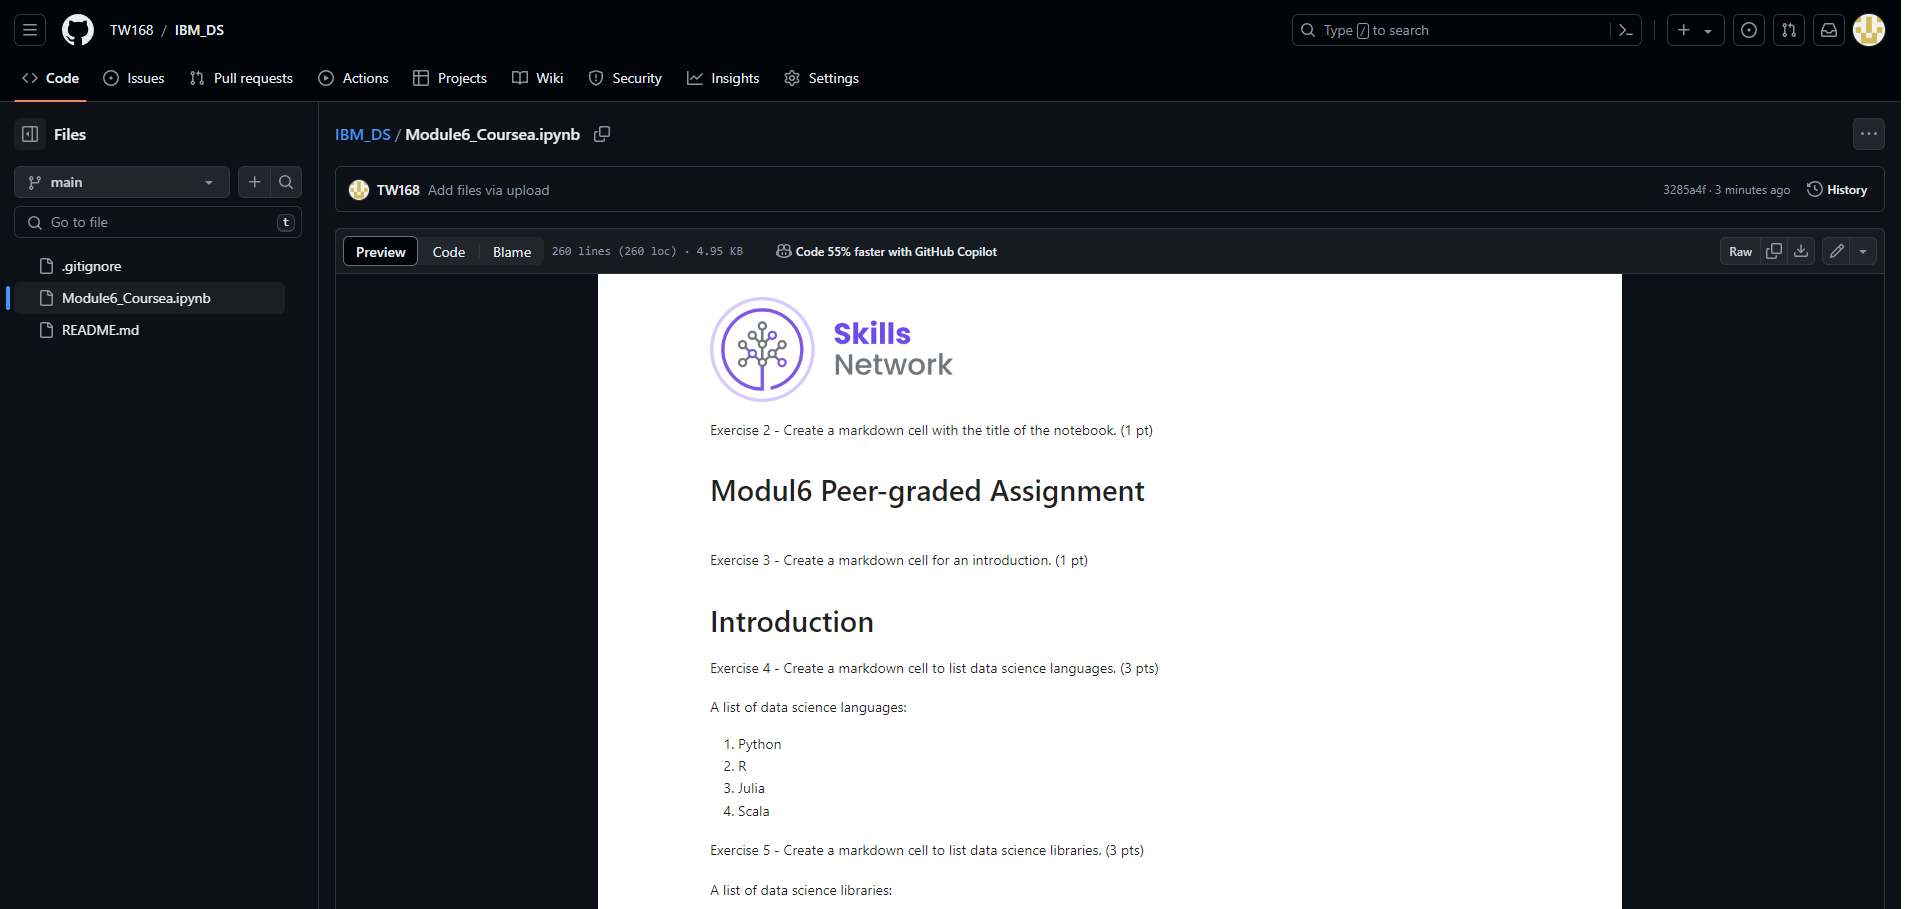 TW168 / IBM_DS
Type / to search
Code Issues Pull requests Actions Projects Wiki Security Insights Settings
Files
main
Go to file
t
.gitignore
Module6_Coursea.ipynb
README.md
IBM_DS / Module6_Coursea.ipynb
TW168 Add files via upload
3285a4f · 3 minutes ago History
Preview Code Blame 260 lines (260 loc) · 4.95 KB Code 55% faster with GitHub Copilot
Raw
Skills
Network
Exercise 2 - Create a markdown cell with the title of the notebook. (1 pt)
Modul6 Peer-graded Assignment
Exercise 3 - Create a markdown cell for an introduction. (1 pt)
Introduction
Exercise 4 - Create a markdown cell to list data science languages. (3 pts)
A list of data science languages:
1. Python
2. R
3. Julia
4. Scala
Exercise 5 - Create a markdown cell to list data science libraries. (3 pts)
A list of data science libraries: